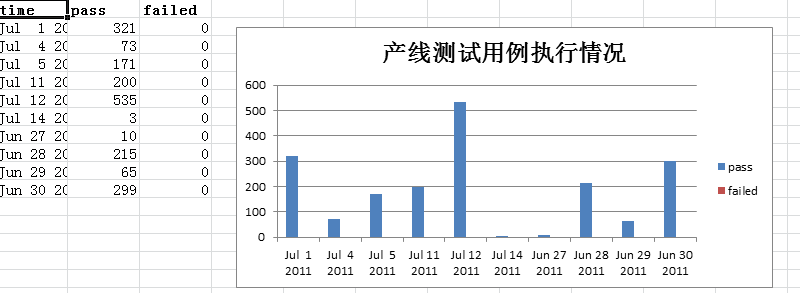 time pass failed
Jul 1 20 321 0
Jul 4 20 73 0
Jul 5 20 171 0
Jul 11 20 200 0
Jul 12 20 535 0
Jul 14 20 3 0
Jun 27 20 10 0
Jun 28 20 215 0
Jun 29 20 65 0
Jun 30 20 299 0
产线测试用例执行情况
600
500
400
300
200
100
0
Jul 1 Jul 4 Jul 5 Jul 11 Jul 12 Jul 14 Jun 27 Jun 28 Jun 29 Jun 30
2011 2011 2011 2011 2011 2011 2011 2011 2011 2011
pass
failed